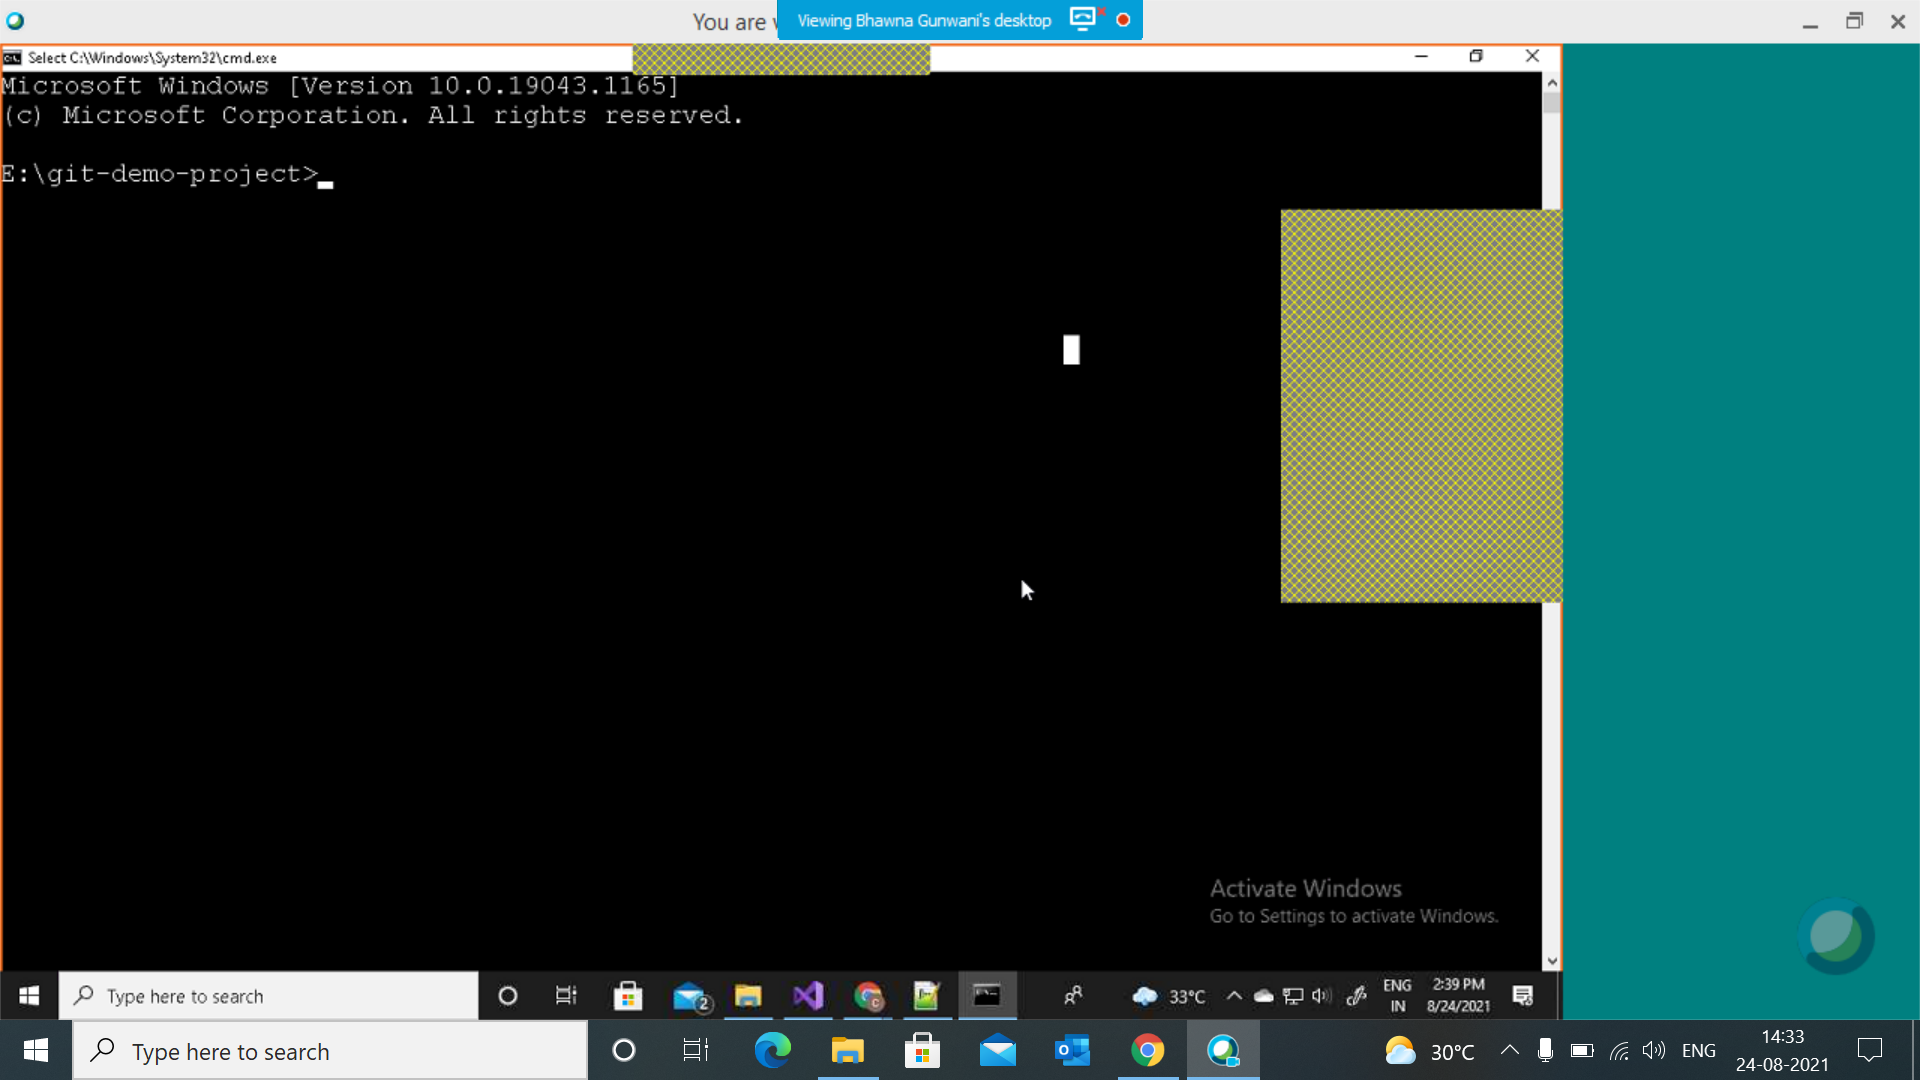 You are
Viewing Bhawna Gunwani's desktop
Select C:\Windows\System32\cmd.exe
Microsoft Windows [Version 10.0.19043.1165]
(c) Microsoft Corporation. All rights reserved.
E:\git-demo-project>
Activate Windows
Go to Settings to activate Windows.
Type here to search
2
C
33°C
ENG
IN
2:39 PM
8/24/2021
Type here to search
30°C
ENG
14:33
24-08-2021